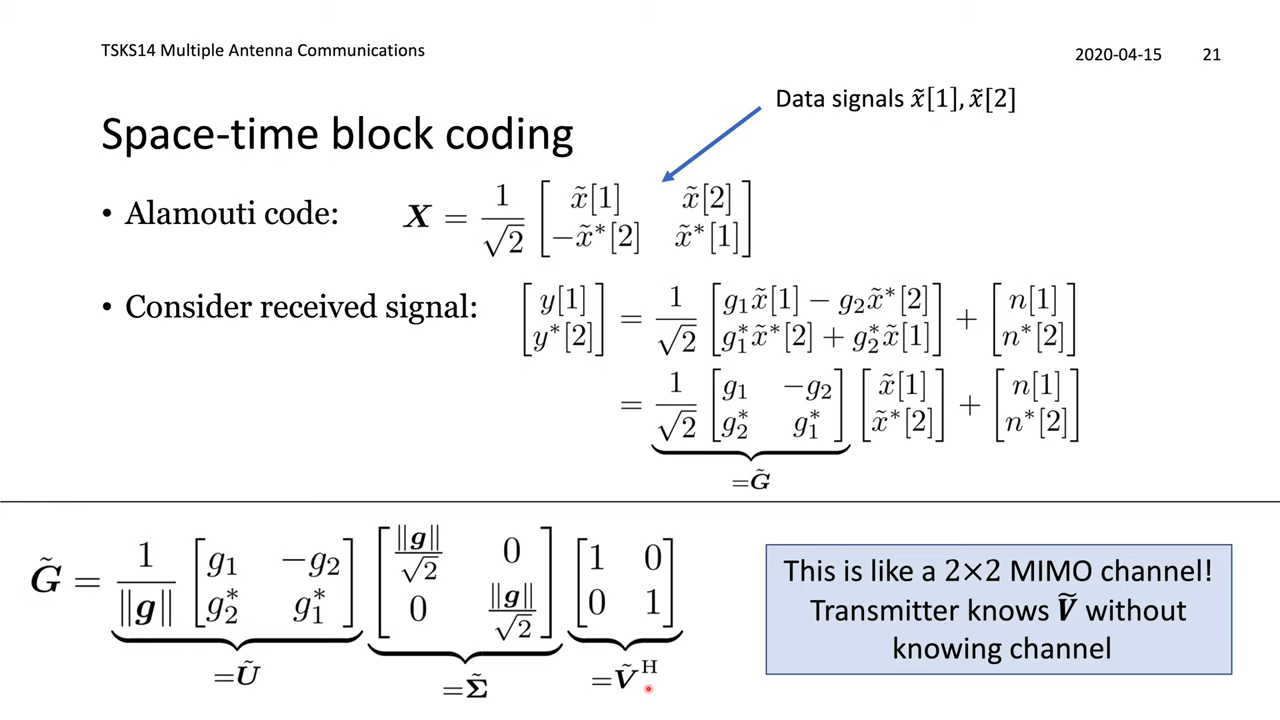 TSKS14 Multiple Antenna Communications
2020-04-15 21
Data signals x̃[1], x̃[2]
Space-time block coding
• Alamouti code: X = 1/√2 [ x̃[1] x̃[2] ; −x̃*[2] x̃*[1] ]
• Consider received signal: [ y[1] ; y*[2] ] = 1/√2 [ g₁x̃[1] − g₂x̃*[2] ; g₁*x̃*[2] + g₂*x̃[1] ] + [ n[1] ; n*[2] ]
= 1/√2 [ g₁ −g₂ ; g₂* g₁* ] [ x̃[1] ; x̃*[2] ] + [ n[1] ; n*[2] ]
=G̃
G̃ = 1/‖g‖ [ g₁ −g₂ ; g₂* g₁* ] [ ‖g‖/√2 0 ; 0 ‖g‖/√2 ] [ 1 0 ; 0 1 ]
=Ũ =Σ̃ =Ṽᴴ
This is like a 2×2 MIMO channel!
Transmitter knows Ṽ without
knowing channel